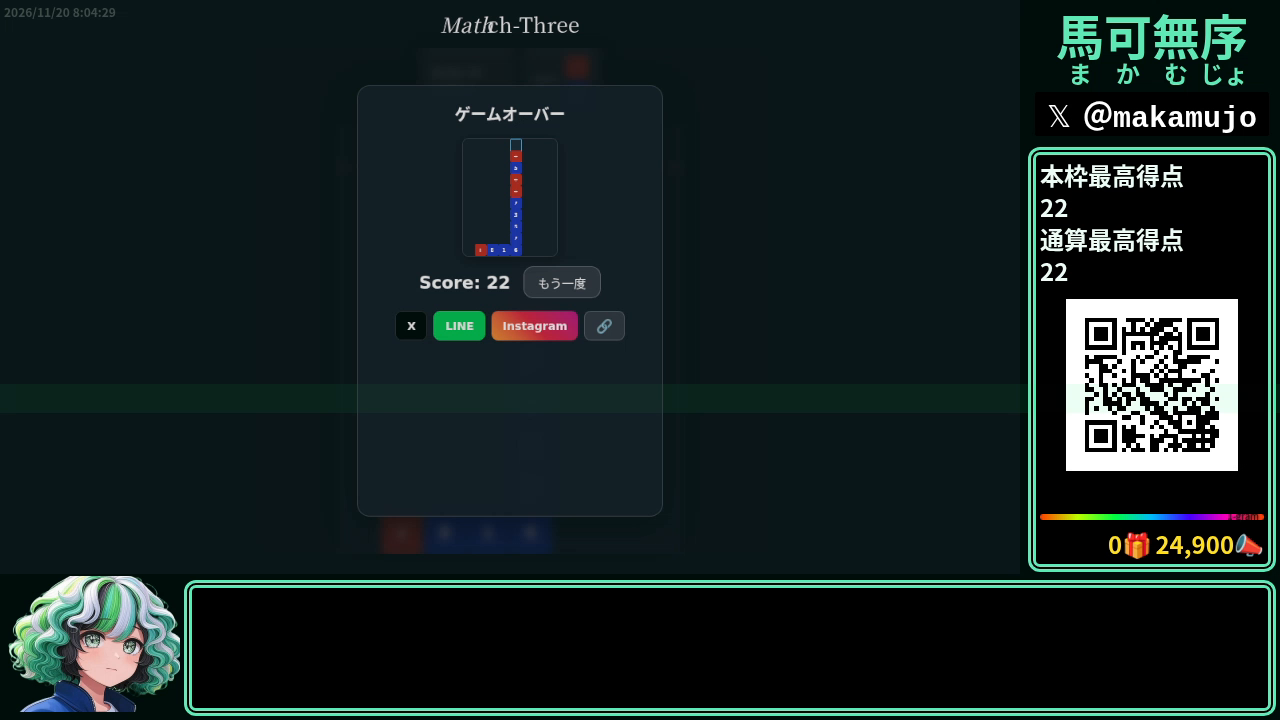 2026/11/20 8:04:29
Mathch-Three
馬可無序
ま か む じょ
𝕏 @makamujo
ゲームオーバー
Score: 22
もう一度
X
LINE
Instagram
本枠最高得点
22
通算最高得点
22
0🎁 24,900📣